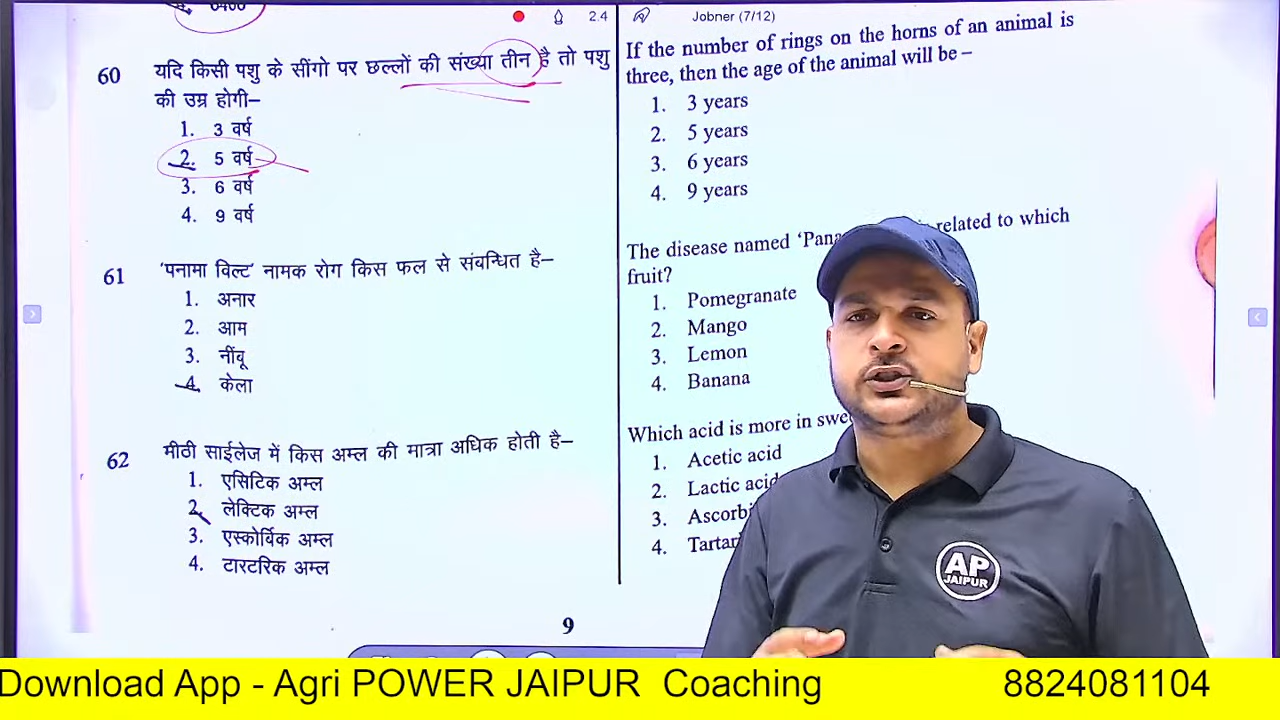 0400
2.4
Jobner (7/12)
60 यदि किसी पशु के सींगो पर छल्लों की संख्या तीन है तो पशु
की उम्र होगी–
1. 3 वर्ष
2. 5 वर्ष
3. 6 वर्ष
4. 9 वर्ष
61 'पनामा विल्ट' नामक रोग किस फल से संबन्धित है–
1. अनार
2. आम
3. नींबू
4. केला
62 मीठी साईलेज में किस अम्ल की मात्रा अधिक होती है–
1. एसिटिक अम्ल
2. लेक्टिक अम्ल
3. एस्कोर्बिक अम्ल
4. टारटरिक अम्ल
If the number of rings on the horns of an animal is
three, then the age of the animal will be –
1. 3 years
2. 5 years
3. 6 years
4. 9 years
The disease named related to which
fruit?
1. Pomegranate
2. Mango
3. Lemon
4. Banana
Which acid is more in
1. Acetic acid
2. Lactic acid
3.
4.
9
AP
JAIPUR
Download App - Agri POWER JAIPUR Coaching 8824081104